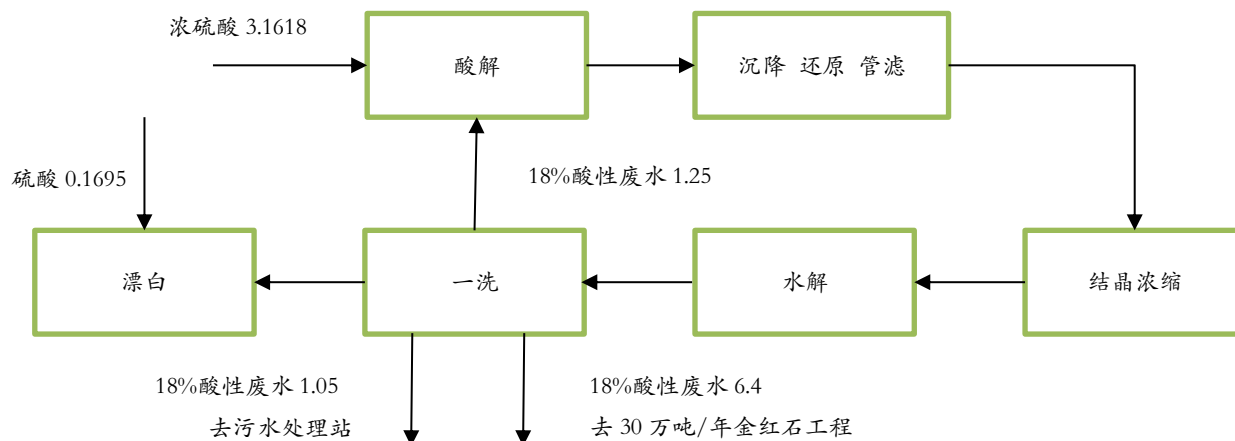 浓硫酸 3.1618
酸解
沉降 还原 管滤
硫酸 0.1695
18%酸性废水 1.25
漂白
一洗
水解
结晶浓缩
18%酸性废水 1.05
去污水处理站
18%酸性废水 6.4
去 30 万吨/年金红石工程